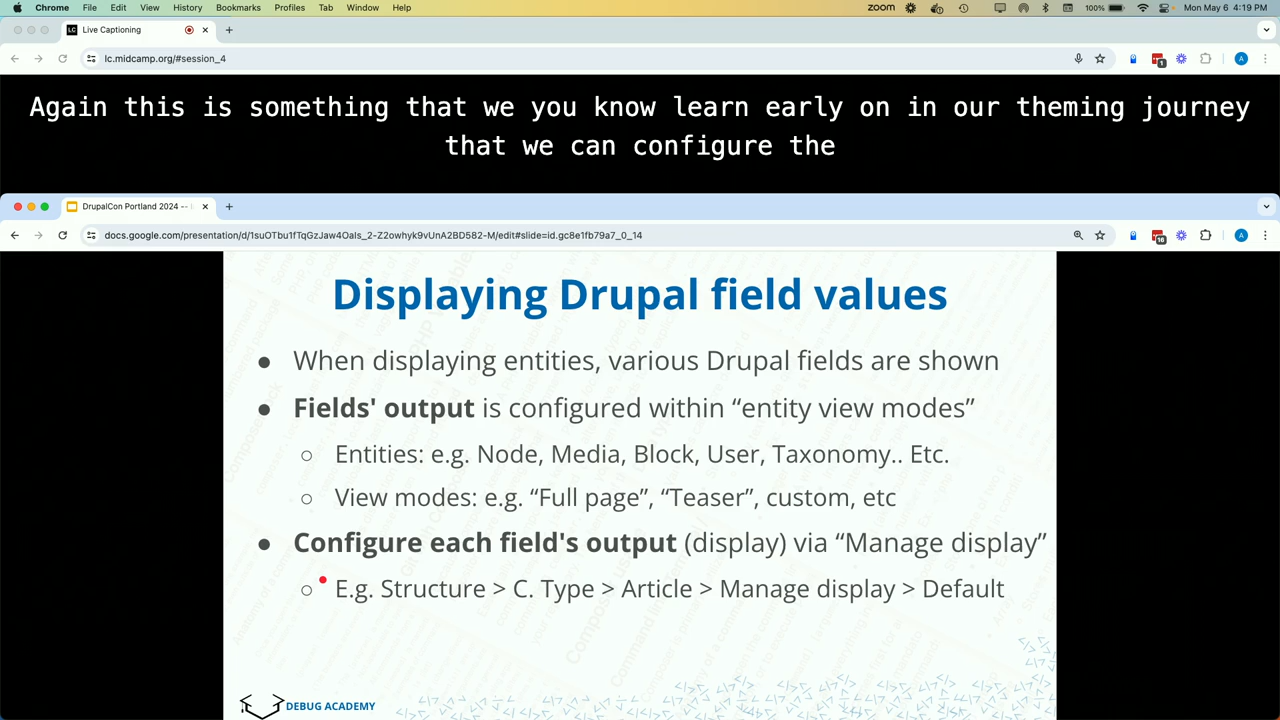 Chrome File Edit View History Bookmarks Profiles Tab Window Help zoom 100% Mon May 6 4:19 PM
LC Live Captioning
lc.midcamp.org/#session_4
Again this is something that we you know learn early on in our theming journey
that we can configure the
DrupalCon Portland 2024 --
docs.google.com/presentation/d/1suOTbu1fTqGzJaw4Oals_2-Z2owhyk9vUnA2BD582-M/edit#slide=id.gc8e1fb79a7_0_14
Displaying Drupal field values
● When displaying entities, various Drupal fields are shown
● Fields' output is configured within “entity view modes”
○ Entities: e.g. Node, Media, Block, User, Taxonomy.. Etc.
○ View modes: e.g. “Full page”, “Teaser”, custom, etc
● Configure each field's output (display) via “Manage display”
○ E.g. Structure > C. Type > Article > Manage display > Default
DEBUG ACADEMY